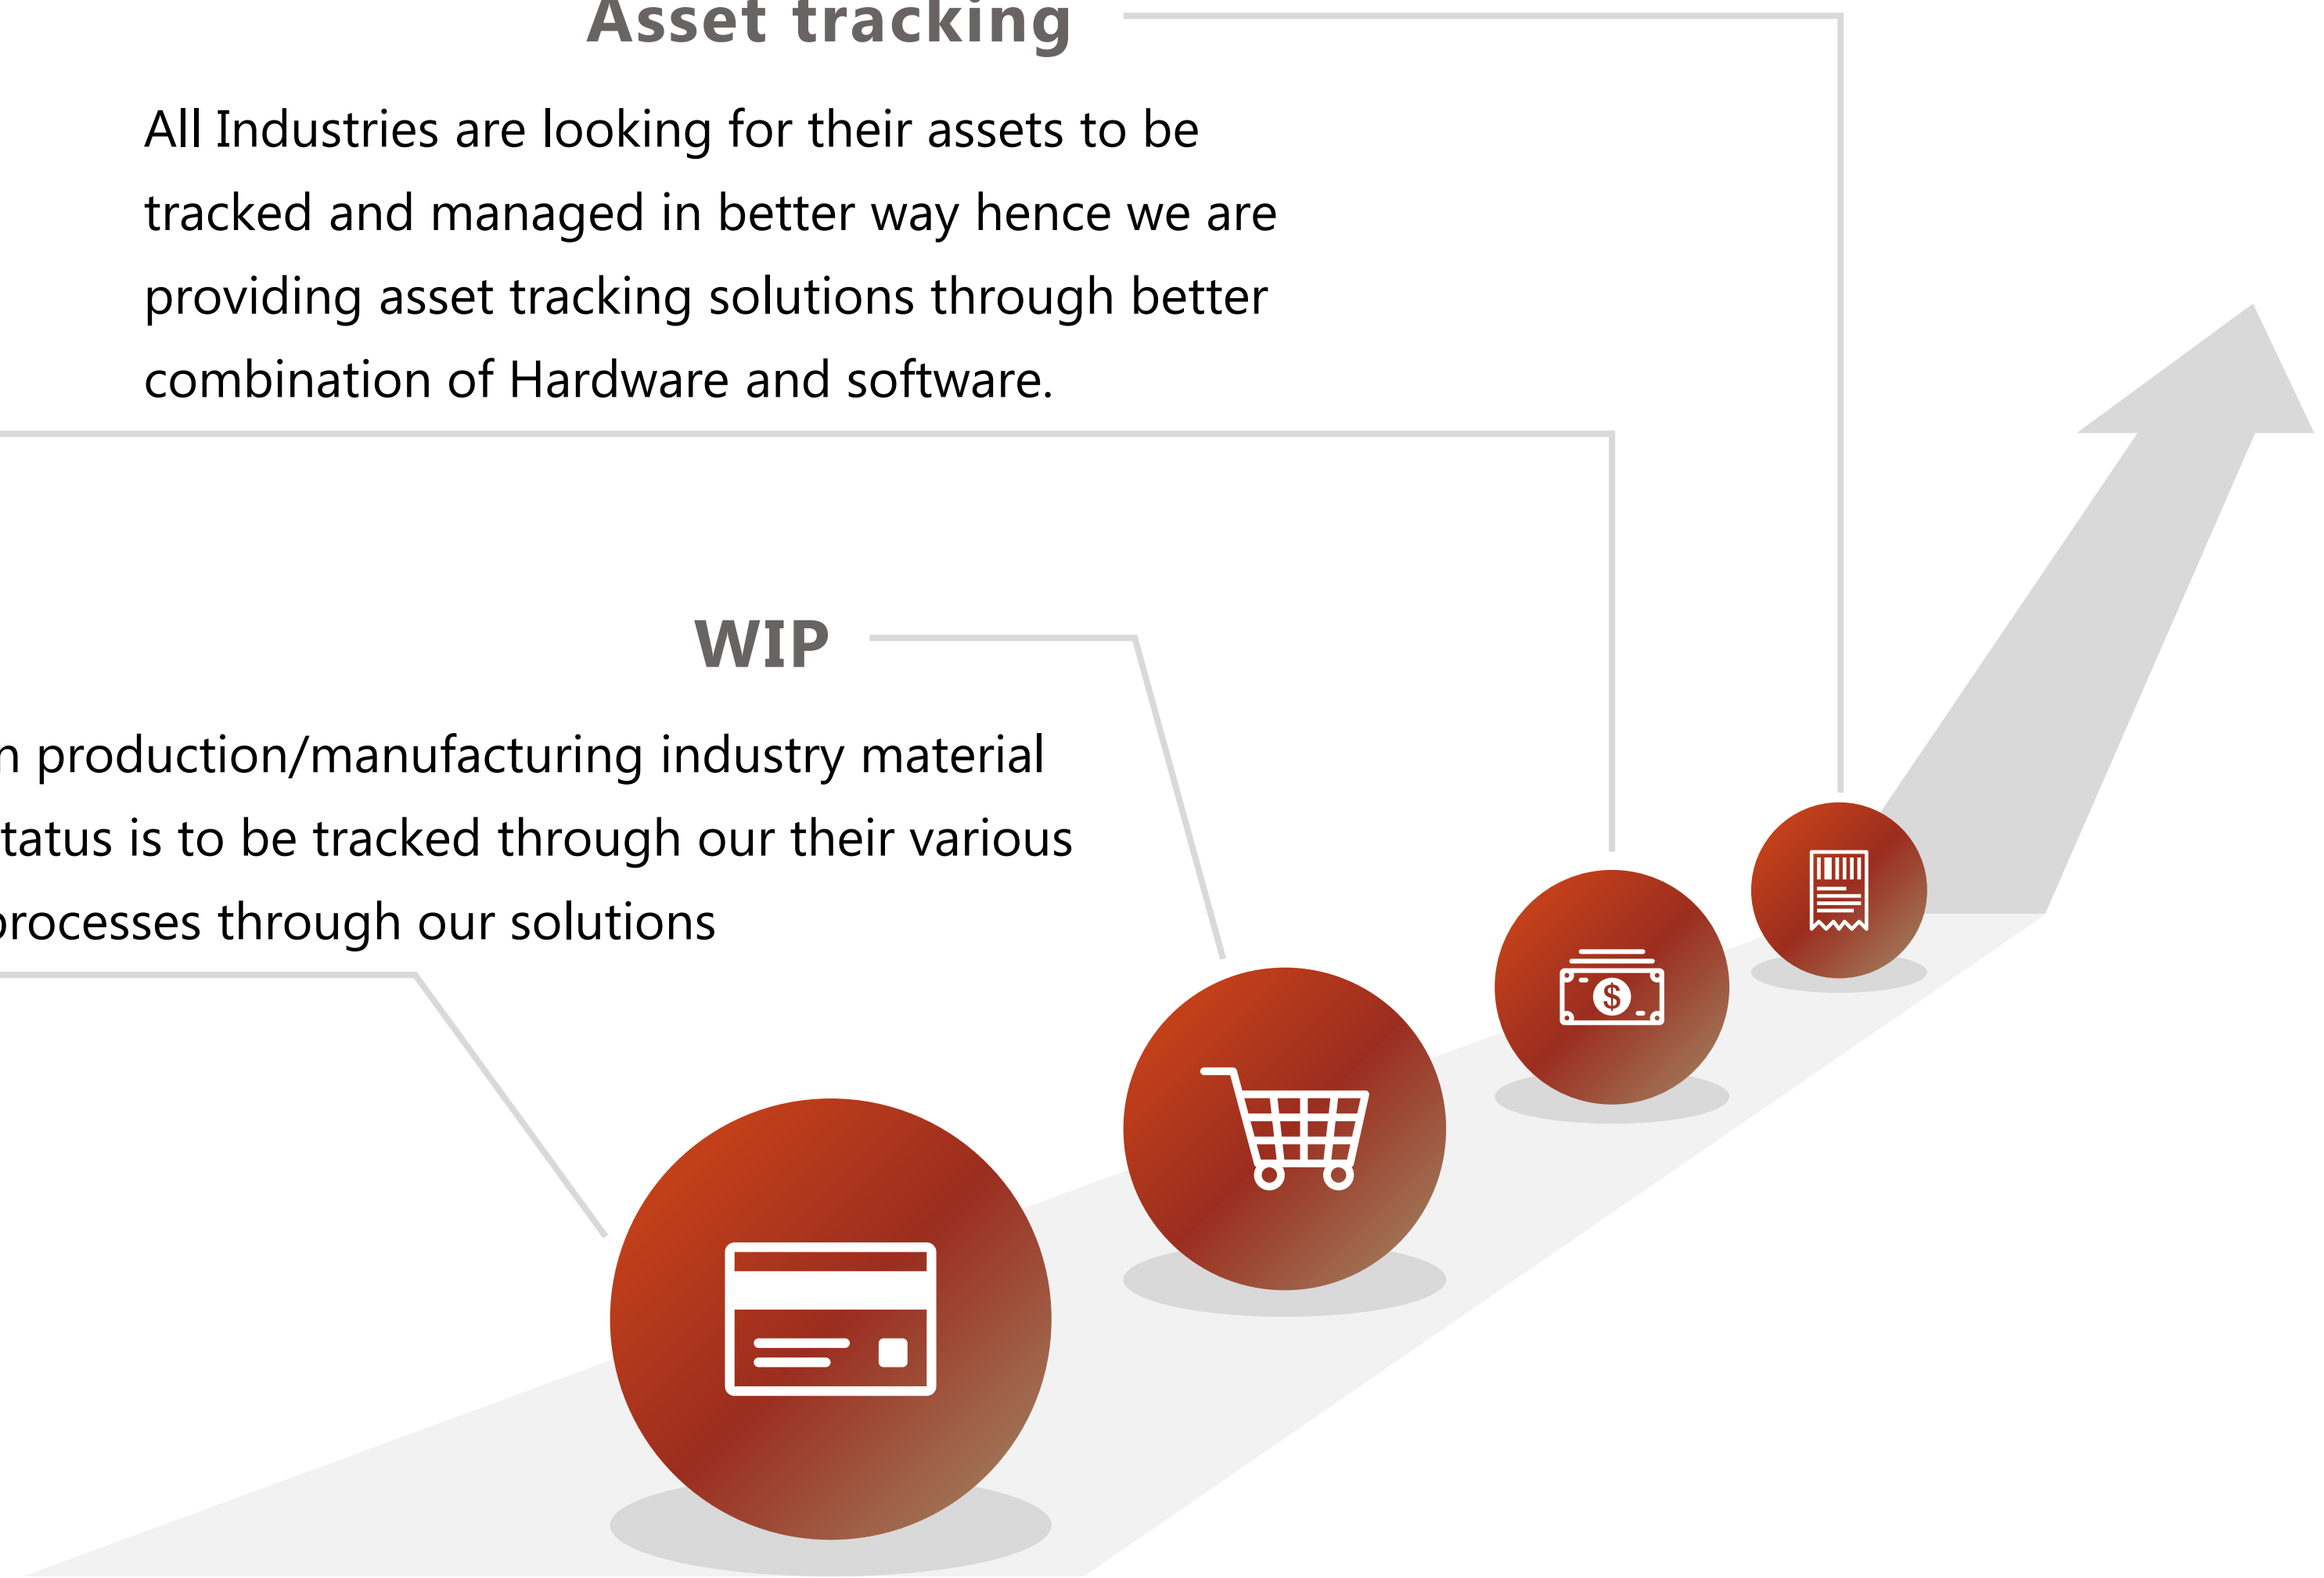 Asset tracking
All Industries are looking for their assets to be
tracked and managed in better way hence we are
providing aset tracking solutions through better
combination of Hardware and software.
WIP
n production/manufacturing industry material
tatus is to be tracked through our their various
processes through our solutions
$